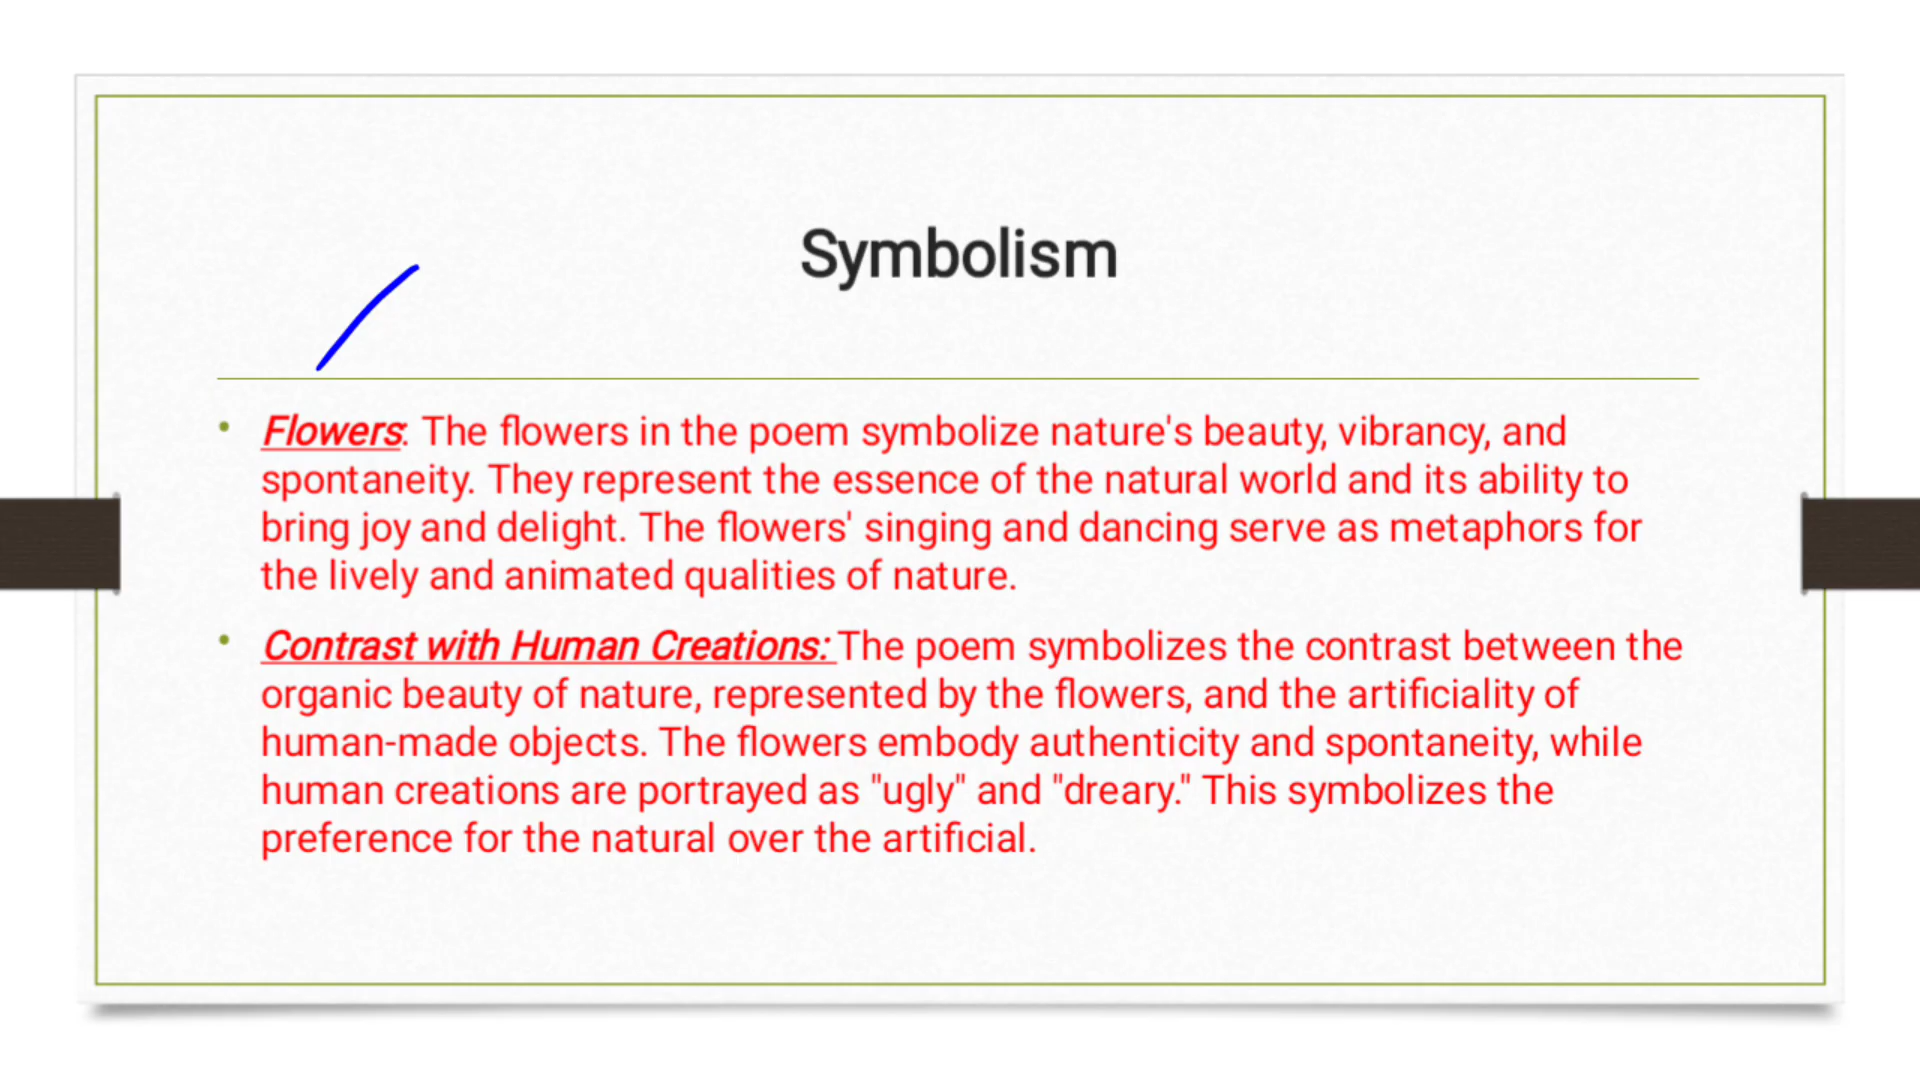 Symbolism
• Flowers: The flowers in the poem symbolize nature's beauty, vibrancy, and
spontaneity. They represent the essence of the natural world and its ability to
bring joy and delight. The flowers' singing and dancing serve as metaphors for
the lively and animated qualities of nature.
• Contrast with Human Creations: The poem symbolizes the contrast between the
organic beauty of nature, represented by the flowers, and the artificiality of
human-made objects. The flowers embody authenticity and spontaneity, while
human creations are portrayed as "ugly" and "dreary." This symbolizes the
preference for the natural over the artificial.